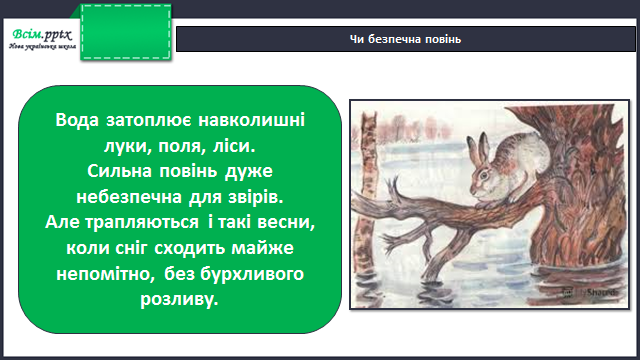 Всім.pptx
Нова українська школа
Чи безпечна повінь
Вода затоплює навколишні
луки, поля, ліси.
Сильна повінь дуже
небезпечна для звірів.
Але трапляються і такі весни,
коли сніг сходить майже
непомітно, без бурхливого
розливу.
MyShared